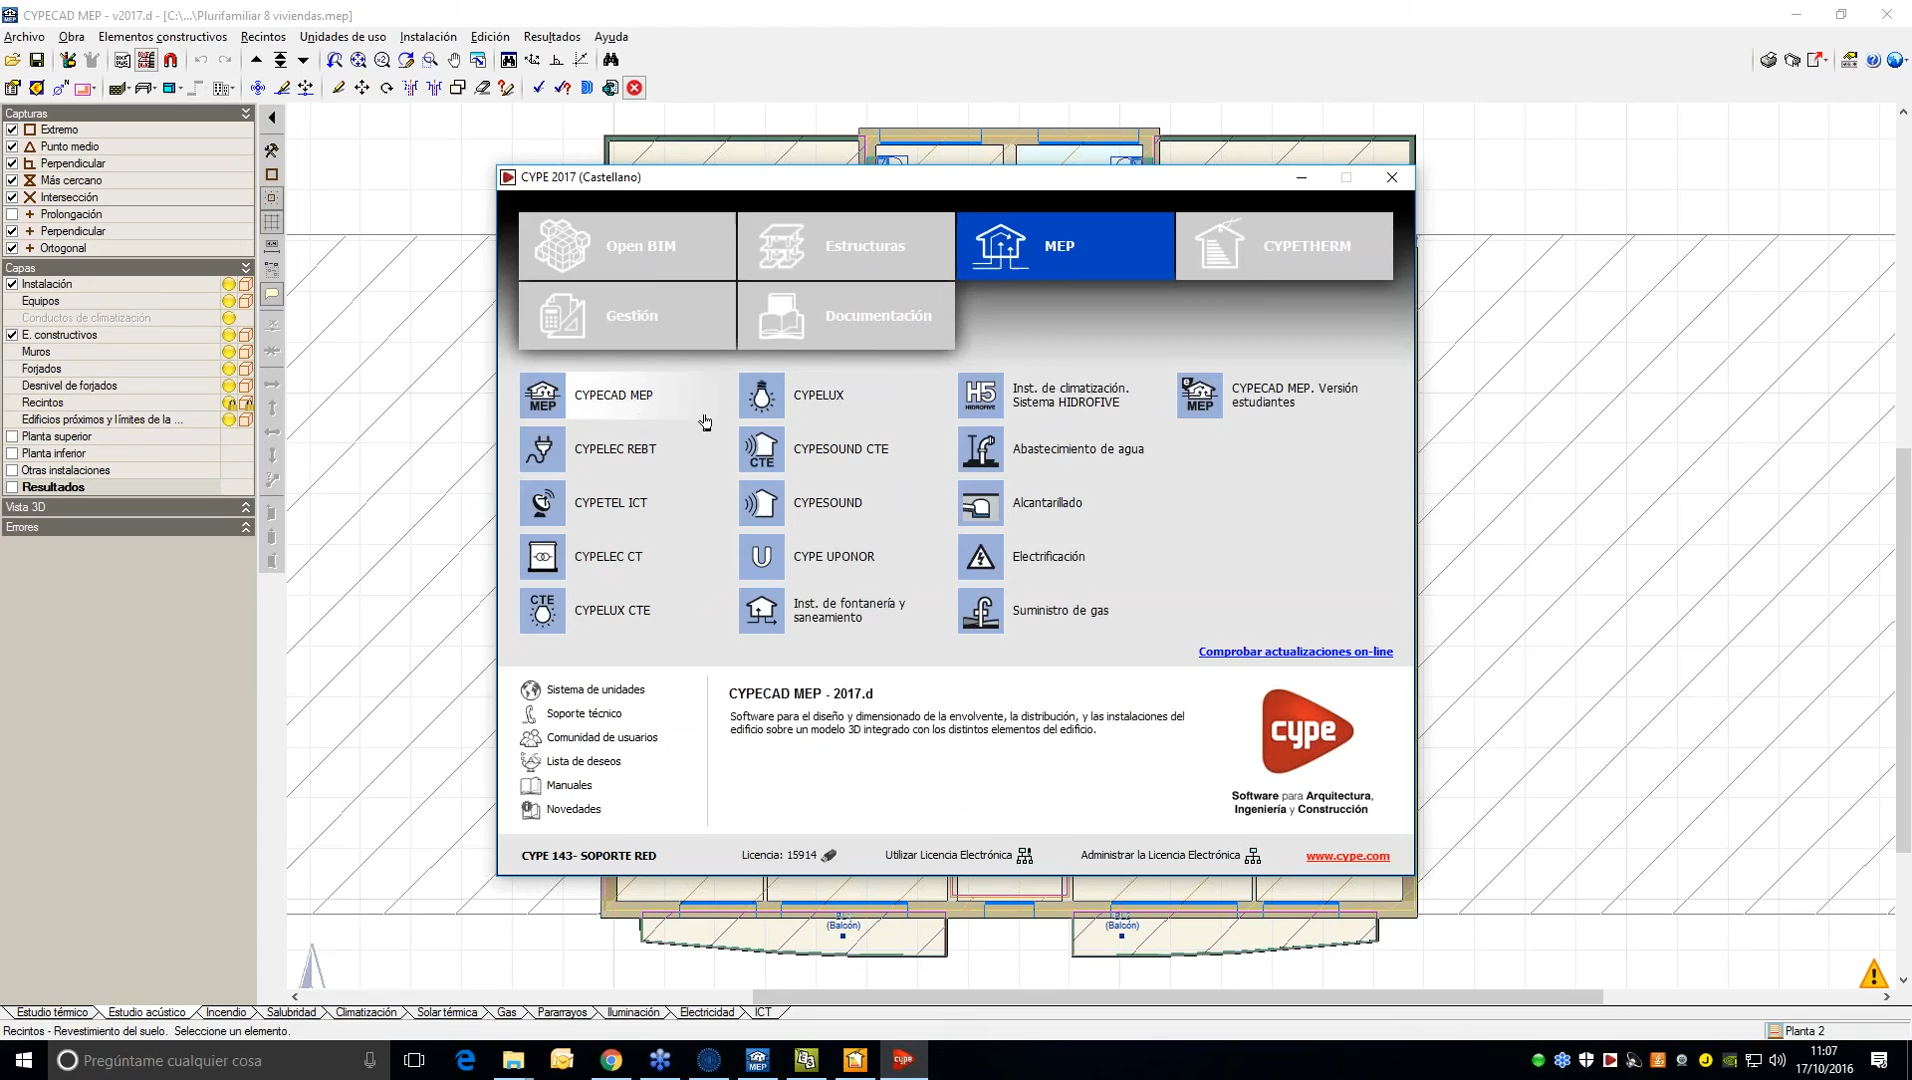 CYPECAD MEP - v2017.d - [C:\...\Plurifamiliar 8 viviendas.mep]
Archivo Obra Elementos constructivos Recintos Unidades de uso Instalación Edición Resultados Ayuda
Capturas
Extremo
Punto medio
Perpendicular
Más cercano
Intersección
Prolongación
Perpendicular
Ortogonal
Capas
Instalación
Equipos
Conductos de climatización
E. constructivos
Muros
Forjados
Desnivel de forjados
Recintos
Edificios próximos y límites de la ...
Planta superior
Planta inferior
Otras instalaciones
Resultados
Vista 3D
Errores
CYPE 2017 (Castellano)
Open BIM Estructuras MEP CYPETHERM
Gestión Documentación
MEP CYPECAD MEP
CYPELUX
H5 HIDROFIVE Inst. de climatización.
Sistema HIDROFIVE
MEP CYPECAD MEP. Versión
estudiantes
CYPELEC REBT
CTE CYPESOUND CTE
Abastecimiento de agua
CYPETEL ICT
CYPESOUND
Alcantarillado
CYPELEC CT
U CYPE UPONOR
Electrificación
CTE CYPELUX CTE
Inst. de fontanería y
saneamiento
Suministro de gas
Comprobar actualizaciones on-line
Sistema de unidades
Soporte técnico
Comunidad de usuarios
Lista de deseos
Manuales
Novedades
CYPECAD MEP - 2017.d
Software para el diseño y dimensionado de la envolvente, la distribución, y las instalaciones del
edificio sobre un modelo 3D integrado con los distintos elementos del edificio.
cype
Software para Arquitectura,
Ingeniería y Construcción
CYPE 143- SOPORTE RED Licencia: 15914 Utilizar Licencia Electrónica Administrar la Licencia Electrónica www.cype.com
(Balcón) (Balcón)
Estudio térmico Estudio acústico Incendio Salubridad Climatización Solar térmica Gas Pararrayos Iluminación Electricidad ICT
Recintos - Revestimiento del suelo. Seleccione un elemento. Planta 2
Pregúntame cualquier cosa
MEP
cype
11:07
17/10/2016